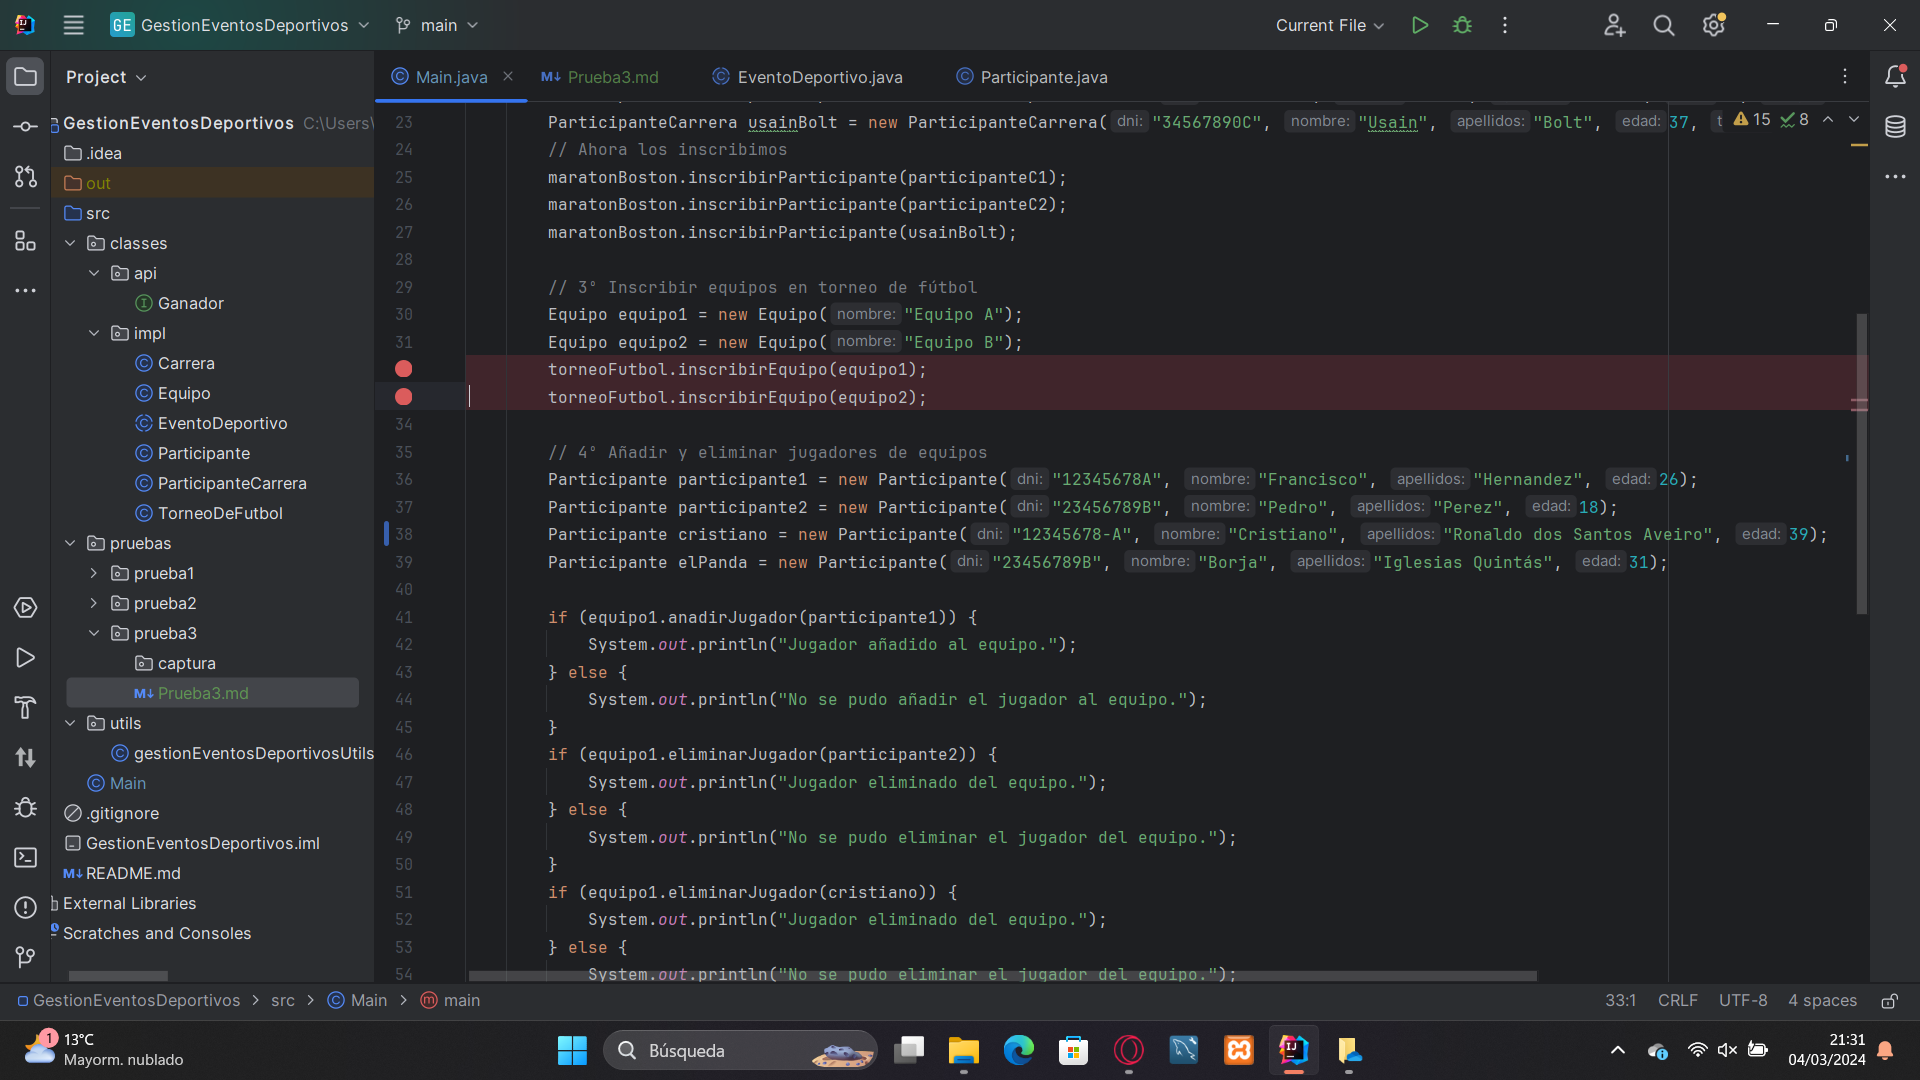 GE GestionEventosDeportivos main Current File
Project Main.java Prueba3.md EventoDeportivo.java Participante.java
GestionEventosDeportivos C:\Users\
.idea
out
src
classes
api
Ganador
impl
Carrera
Equipo
EventoDeportivo
Participante
ParticipanteCarrera
TorneoDeFutbol
pruebas
prueba1
prueba2
prueba3
captura
M↓ Prueba3.md
utils
gestionEventosDeportivosUtils
Main
.gitignore
GestionEventosDeportivos.iml
M↓ README.md
External Libraries
Scratches and Consoles
23 ParticipanteCarrera usainBolt = new ParticipanteCarrera( dni: "34567890C", nombre: "Usain", apellidos: "Bolt", edad: 37, t 15 8
24 // Ahora los inscribimos
25 maratonBoston.inscribirParticipante(participanteC1);
26 maratonBoston.inscribirParticipante(participanteC2);
27 maratonBoston.inscribirParticipante(usainBolt);
28
29 // 3º Inscribir equipos en torneo de fútbol
30 Equipo equipo1 = new Equipo( nombre: "Equipo A");
31 Equipo equipo2 = new Equipo( nombre: "Equipo B");
torneoFutbol.inscribirEquipo(equipo1);
torneoFutbol.inscribirEquipo(equipo2);
34
35 // 4º Añadir y eliminar jugadores de equipos
36 Participante participante1 = new Participante( dni: "12345678A", nombre: "Francisco", apellidos: "Hernandez", edad: 26);
37 Participante participante2 = new Participante( dni: "23456789B", nombre: "Pedro", apellidos: "Perez", edad: 18);
38 Participante cristiano = new Participante( dni: "12345678-A", nombre: "Cristiano", apellidos: "Ronaldo dos Santos Aveiro", edad: 39);
39 Participante elPanda = new Participante( dni: "23456789B", nombre: "Borja", apellidos: "Iglesias Quintás", edad: 31);
40
41 if (equipo1.anadirJugador(participante1)) {
42 System.out.println("Jugador añadido al equipo.");
43 } else {
44 System.out.println("No se pudo añadir el jugador al equipo.");
45 }
46 if (equipo1.eliminarJugador(participante2)) {
47 System.out.println("Jugador eliminado del equipo.");
48 } else {
49 System.out.println("No se pudo eliminar el jugador del equipo.");
50 }
51 if (equipo1.eliminarJugador(cristiano)) {
52 System.out.println("Jugador eliminado del equipo.");
53 } else {
54 System.out.println("No se pudo eliminar el jugador del equipo.");
GestionEventosDeportivos > src > Main > main 33:1 CRLF UTF-8 4 spaces
1 13°C
Mayorm. nublado
Búsqueda
21:31
04/03/2024